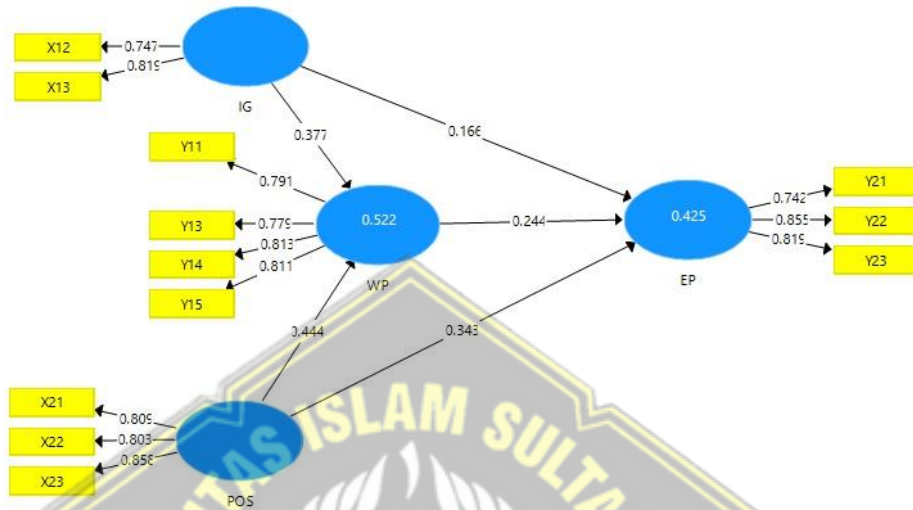 X12
0.747
X13
0.819
IG
0.377
0.166
Y11
0.791
Y13
0.779
Y14
0.813
Y15
0.811
0.522
WP
0.244
0.425
EP
Y21
0.742
Y22
0.855
Y23
0.819
0.444
0.343
X21
0.809
X22
0.803
X23
0.858
POS
ISLAM SULTA